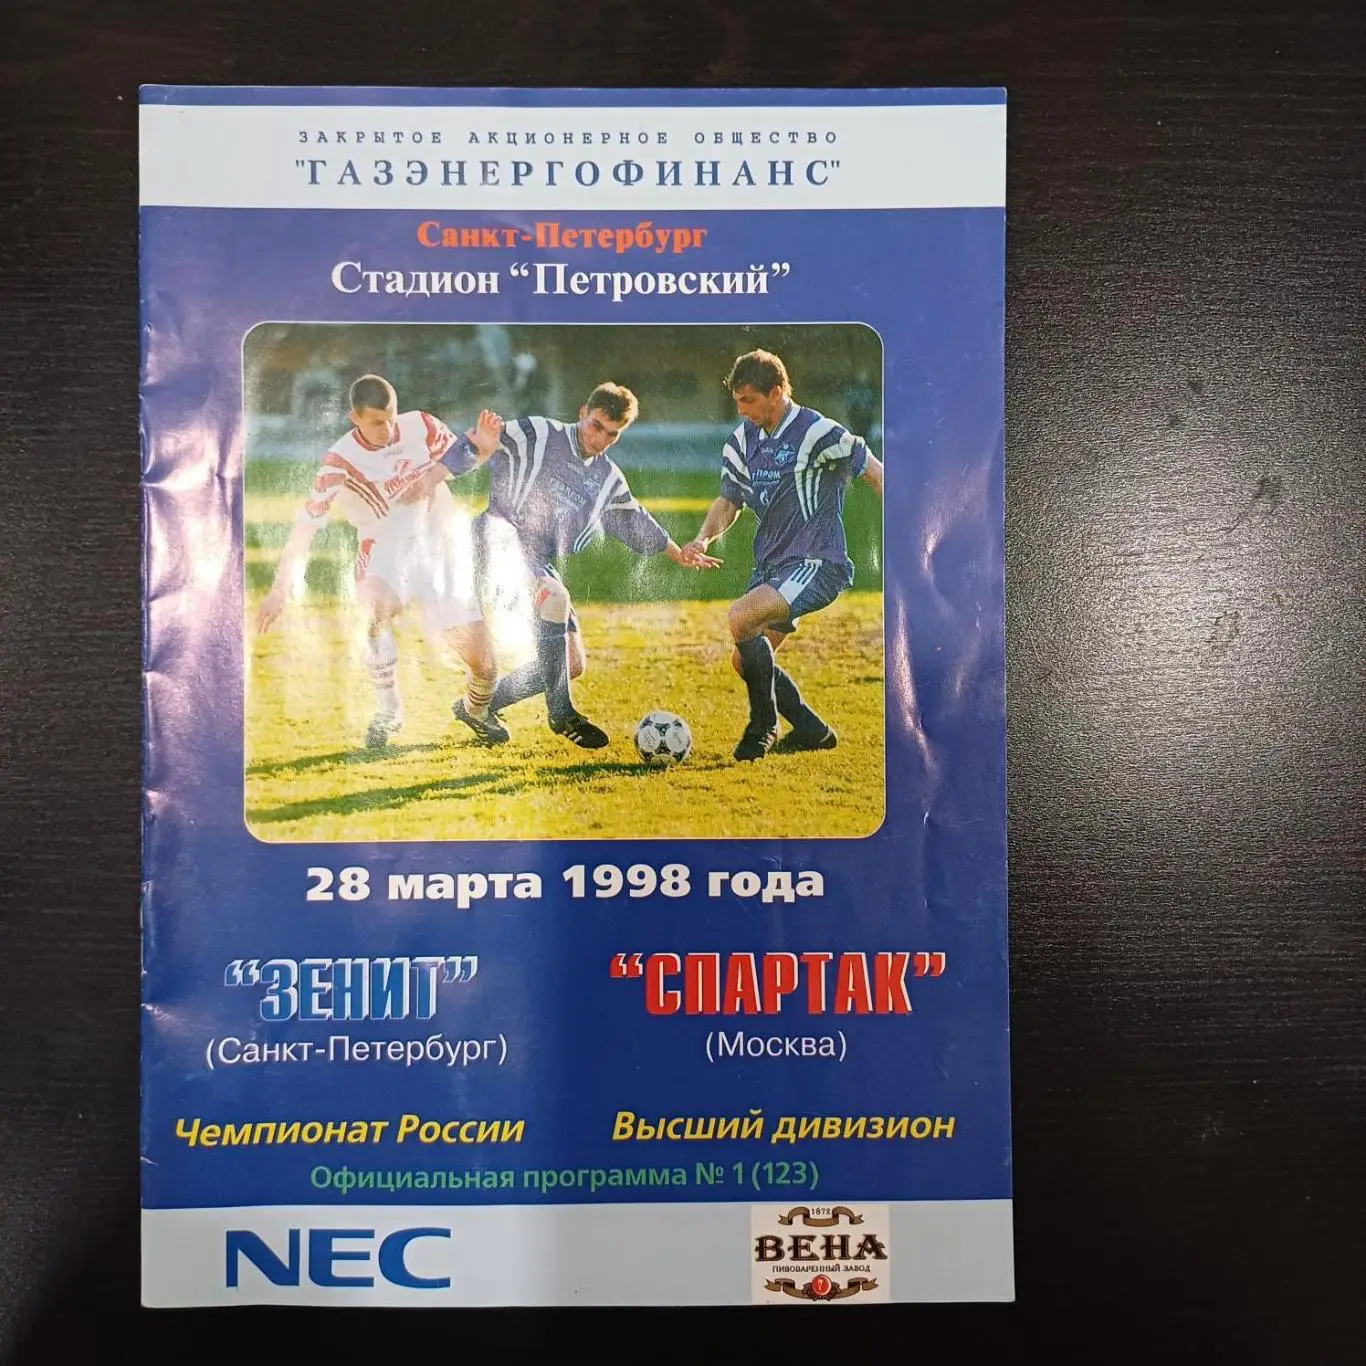 ЗАКРЫТОЕ АКЦИОНЕРНОЕ ОБЩЕСТВО
"ГАЗЭНЕРГОФИНАНС"
Санкт-Петербург
Стадион “Петровский”
28 марта 1998 года
“ЗЕНИТ” “СПАРТАК”
(Санкт-Петербург) (Москва)
Чемпионат России Высший дивизион
Официальная программа № 1 (123)
NEC
1872
ВЕНА
ПИВОВАРЕННЫЙ ЗАВОД